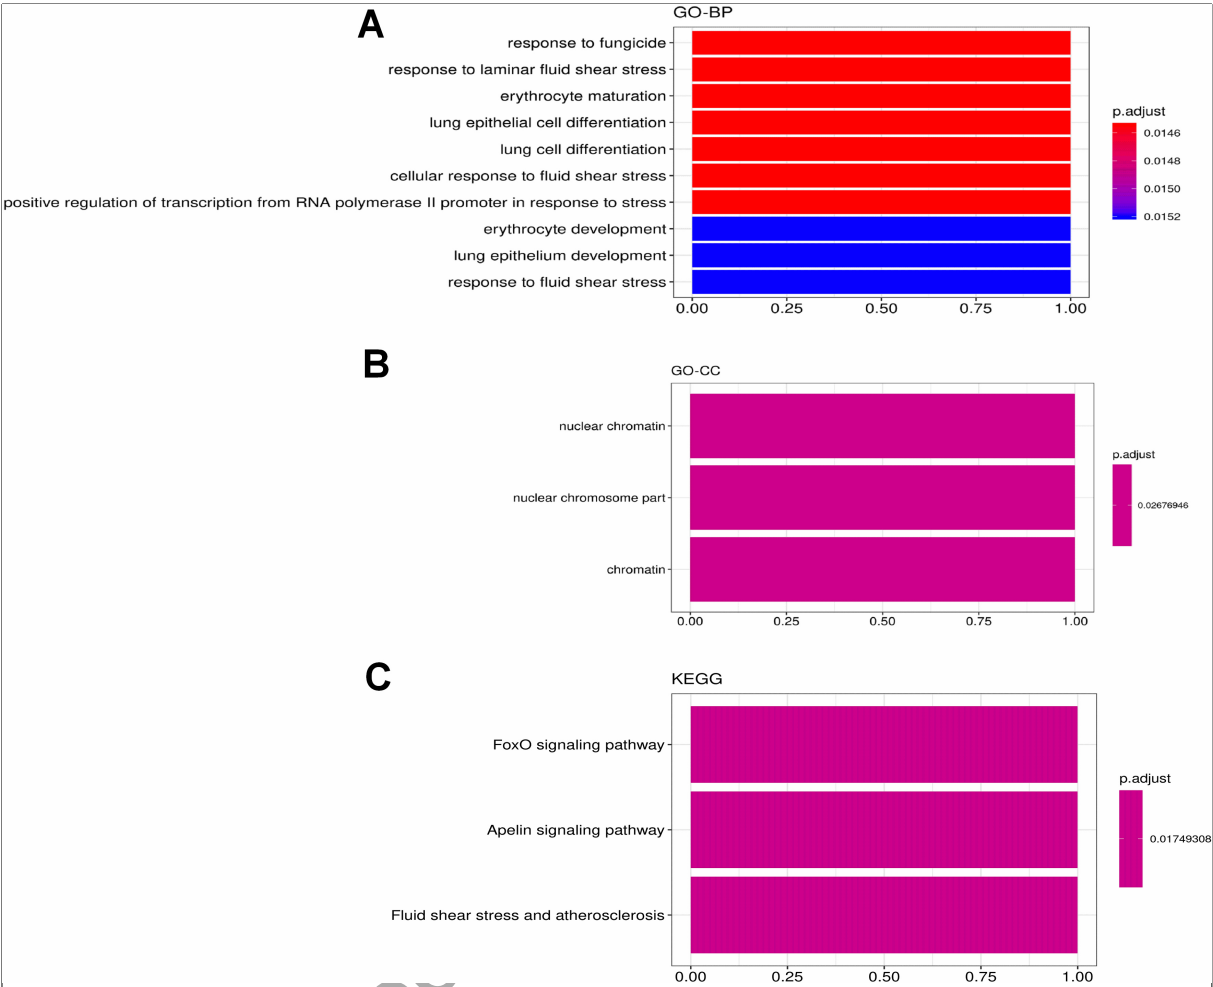 A
GO-BP
response to fungicide
response to laminar fluid shear stress
erythrocyte maturation
lung epithelial cell differentiation
lung cell differentiation
cellular response to fluid shear stress
positive regulation of transcription from RNA polymerase II promoter in response to stress
erythrocyte development
lung epithelium development
response to fluid shear stress
0.00 0.25 0.50 0.75 1.00
p.adjust
0.0146
0.0148
0.0150
0.0152
B
GO-CC
nuclear chromatin
nuclear chromosome part
chromatin
0.00 0.25 0.50 0.75 1.00
p.adjust
0.02676946
C
KEGG
FoxO signaling pathway
Apelin signaling pathway
Fluid shear stress and atherosclerosis
0.00 0.25 0.50 0.75 1.00
p.adjust
0.01749308